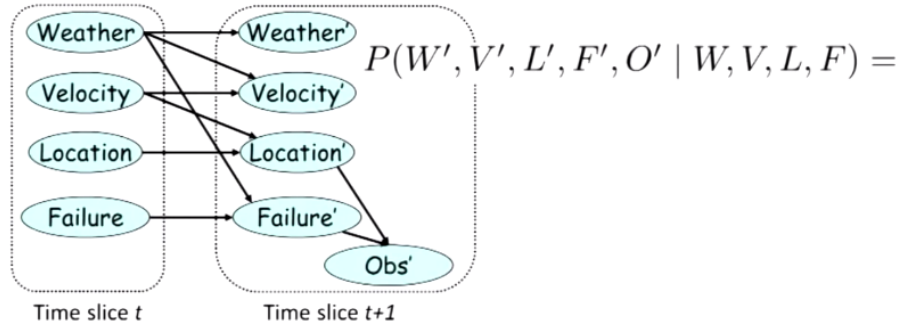 Weather
Weather'
P(W', V', L', F', O' | W, V, L, F) =
Velocity
Velocity'
Location
Location'
Failure
Failure'
Obs'
Time slice t
Time slice t+1